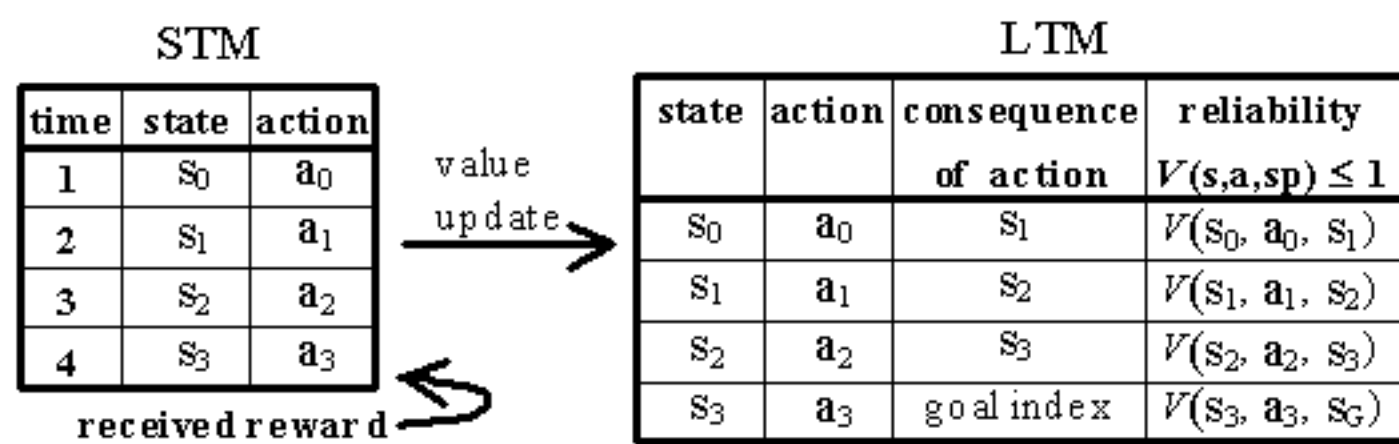 STM
time state action
1 s₀ a₀
2 s₁ a₁
3 s₂ a₂
4 s₃ a₃
received reward
value
update
LTM
state action consequence reliability
of action V(s,a,sp) ≤ 1
s₀ a₀ s₁ V(s₀, a₀, s₁)
s₁ a₁ s₂ V(s₁, a₁, s₂)
s₂ a₂ s₃ V(s₂, a₂, s₃)
s₃ a₃ goal index V(s₃, a₃, s_G)